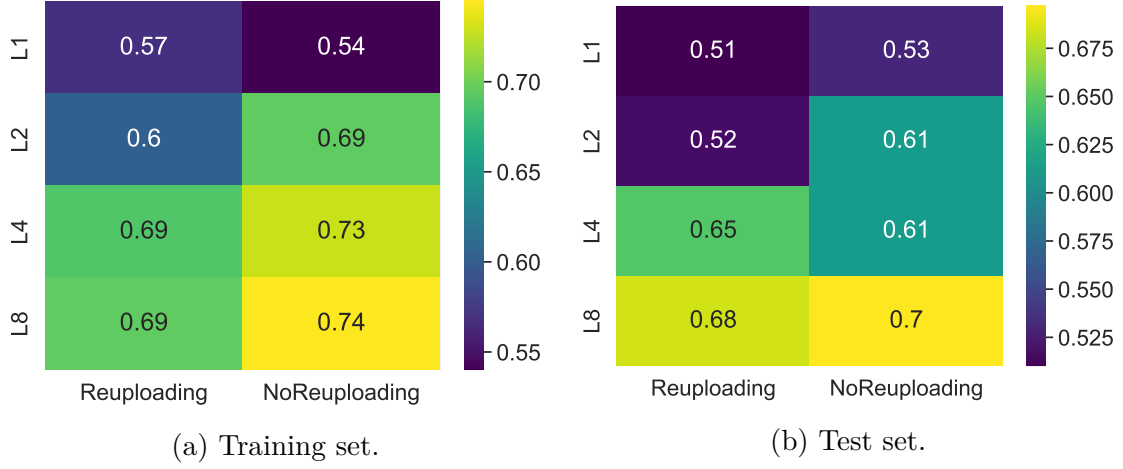 L1 0.57 0.54
L2 0.6 0.69
L4 0.69 0.73
L8 0.69 0.74
Reuploading NoReuploading
0.70
0.65
0.60
0.55
(a) Training set.
L1 0.51 0.53
L2 0.52 0.61
L4 0.65 0.61
L8 0.68 0.7
Reuploading NoReuploading
0.675
0.650
0.625
0.600
0.575
0.550
0.525
(b) Test set.